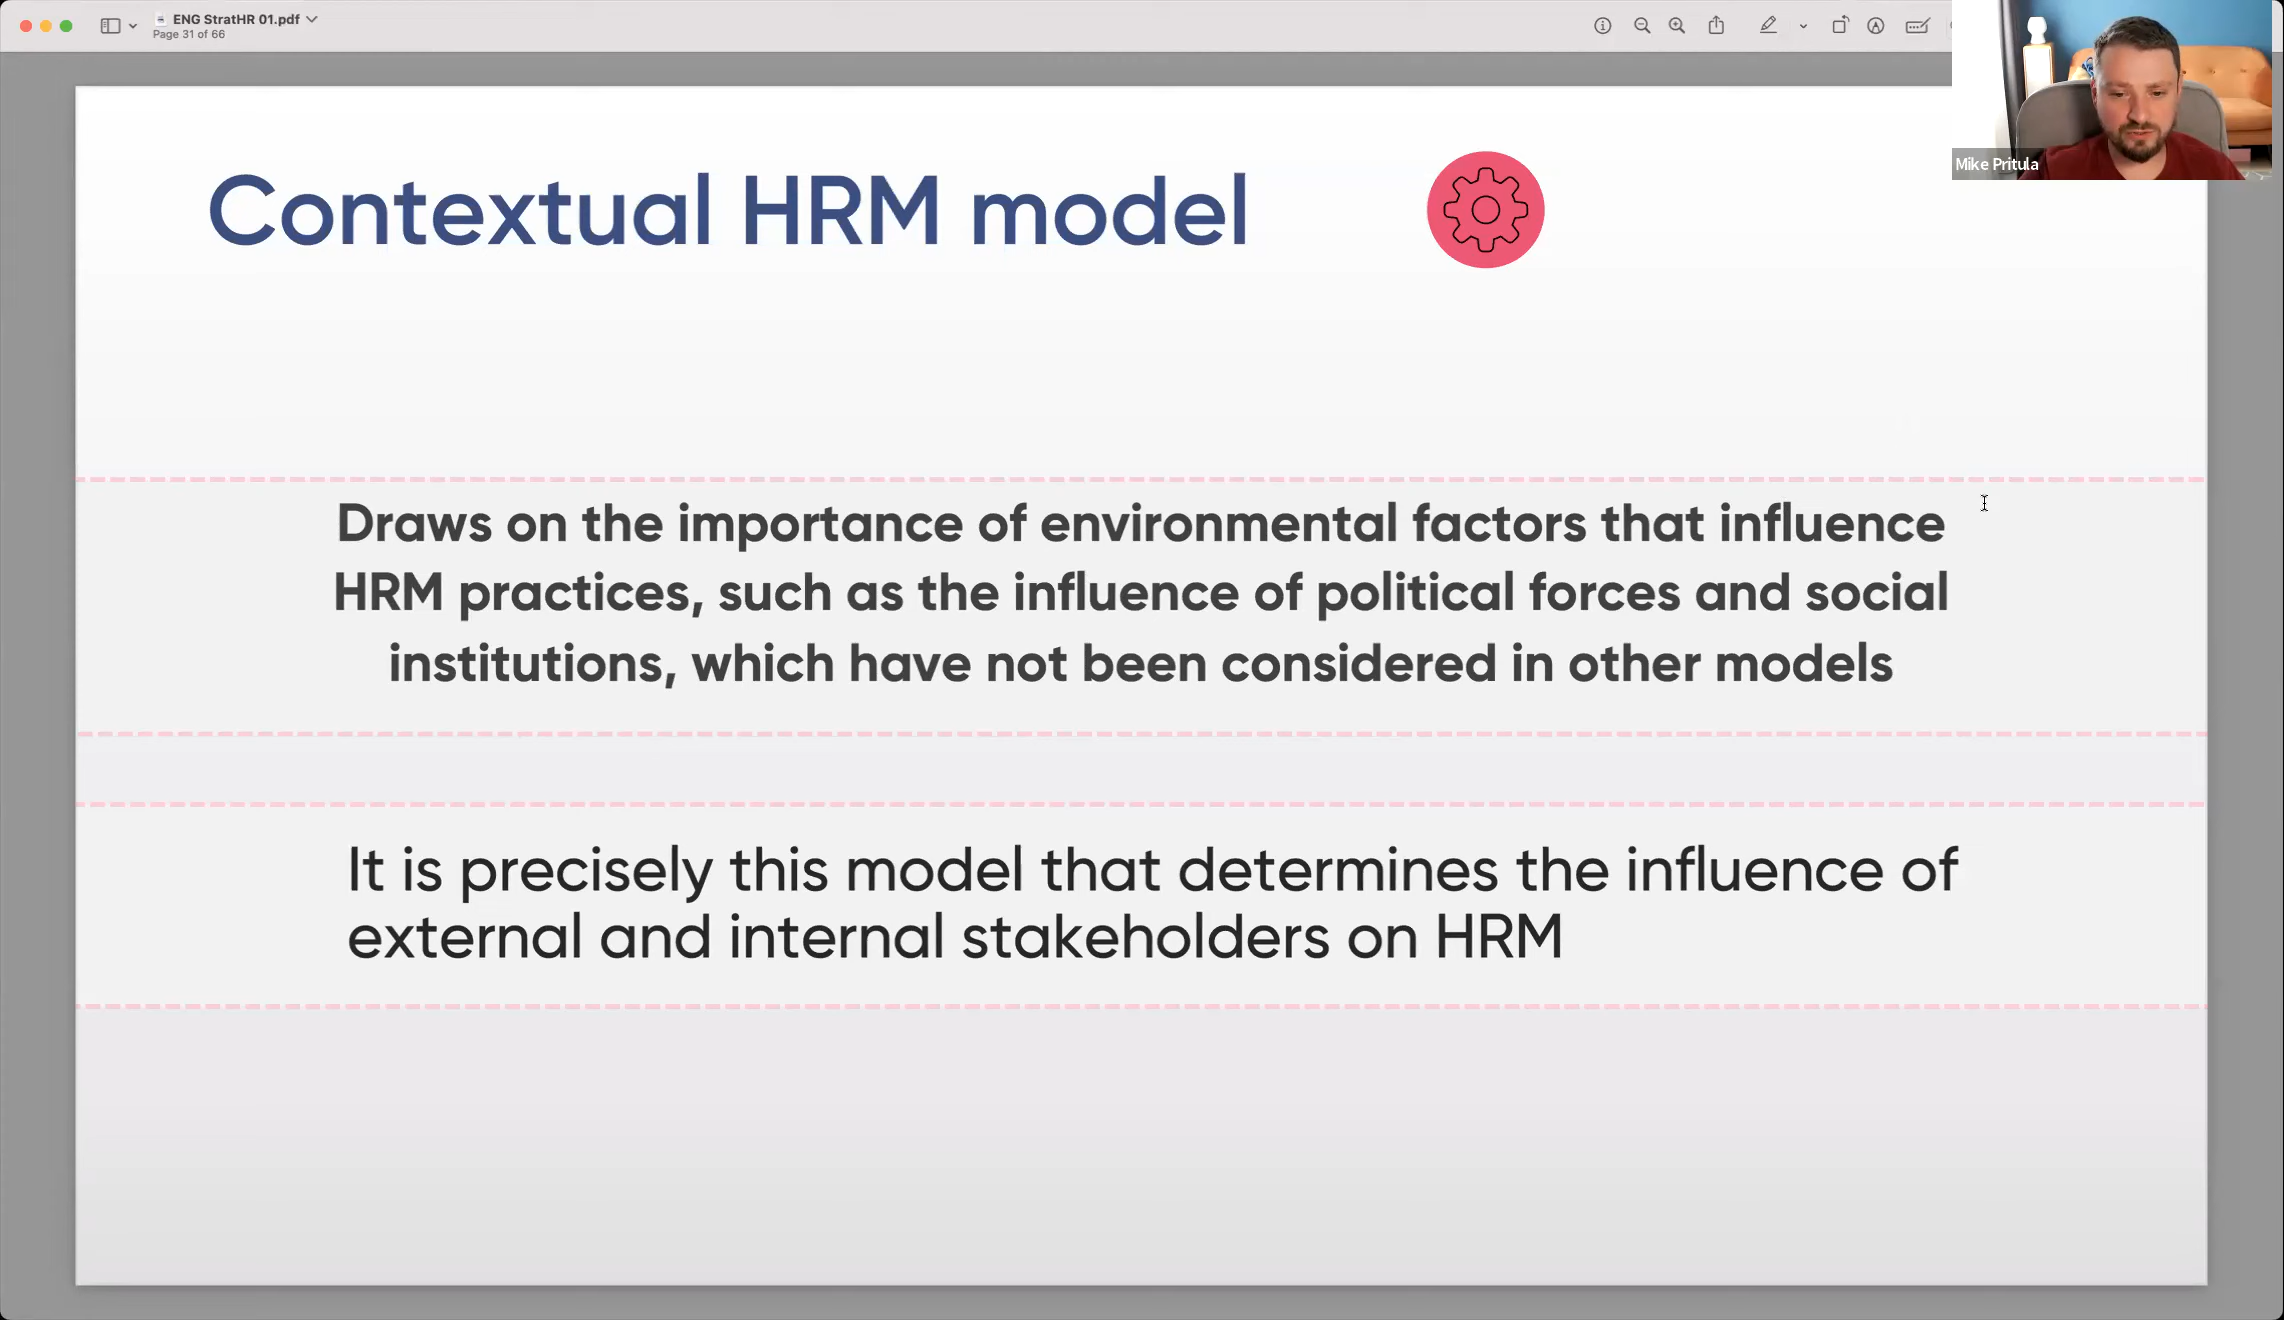 ENG StratHR 01.pdf
Page 31 of 66
Mike Pritula
Contextual HRM model
Draws on the importance of environmental factors that influence
HRM practices, such as the influence of political forces and social
institutions, which have not been considered in other models
It is precisely this model that determines the influence of
external and internal stakeholders on HRM